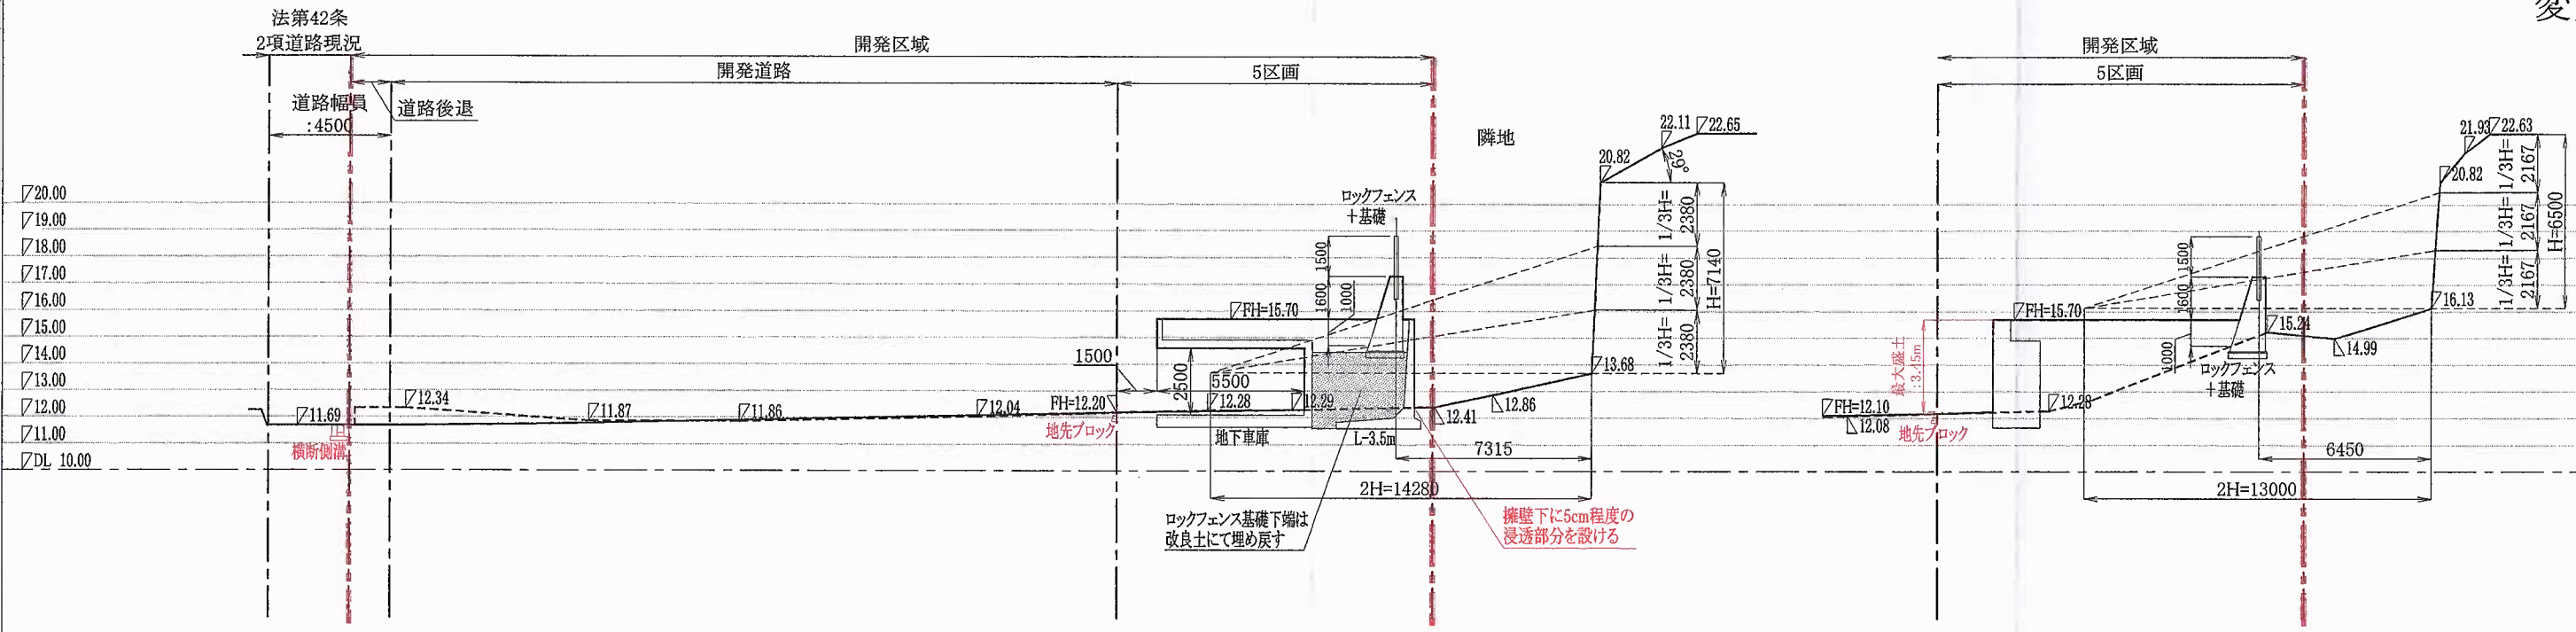 変
法第42条
2項道路現況
開発区域
開発道路
5区画
道路幅員
:4500
道路後退
▽20.00
▽19.00
▽18.00
▽17.00
▽16.00
▽15.00
▽14.00
▽13.00
▽12.00
▽11.00
▽DL 10.00
11.69
横断側溝
12.34
11.87
11.86
12.04
FH=12.20
地先ブロック
1500
2500
5500
12.28
12.29
地下車庫
L-3.5m
FH=15.70
ロックフェンス
+基礎
1500
1600
1000
隣地
20.82
22.11
22.65
29°
1/3H=
2380
1/3H=
2380
1/3H=
2380
H=7140
13.68
12.86
12.41
7315
2H=14280
ロックフェンス基礎下端は
改良土にて埋め戻す
擁壁下に5cm程度の
浸透部分を設ける
開発区域
5区画
FH=15.70
最大盛土
:3.45m
FH=12.10
12.08
地先ブロック
12.28
1500
1600
1000
ロックフェンス
+基礎
15.24
14.99
16.13
20.82
21.93
22.63
1/3H=
2167
1/3H=
2167
1/3H=
2167
H=6500
6450
2H=13000